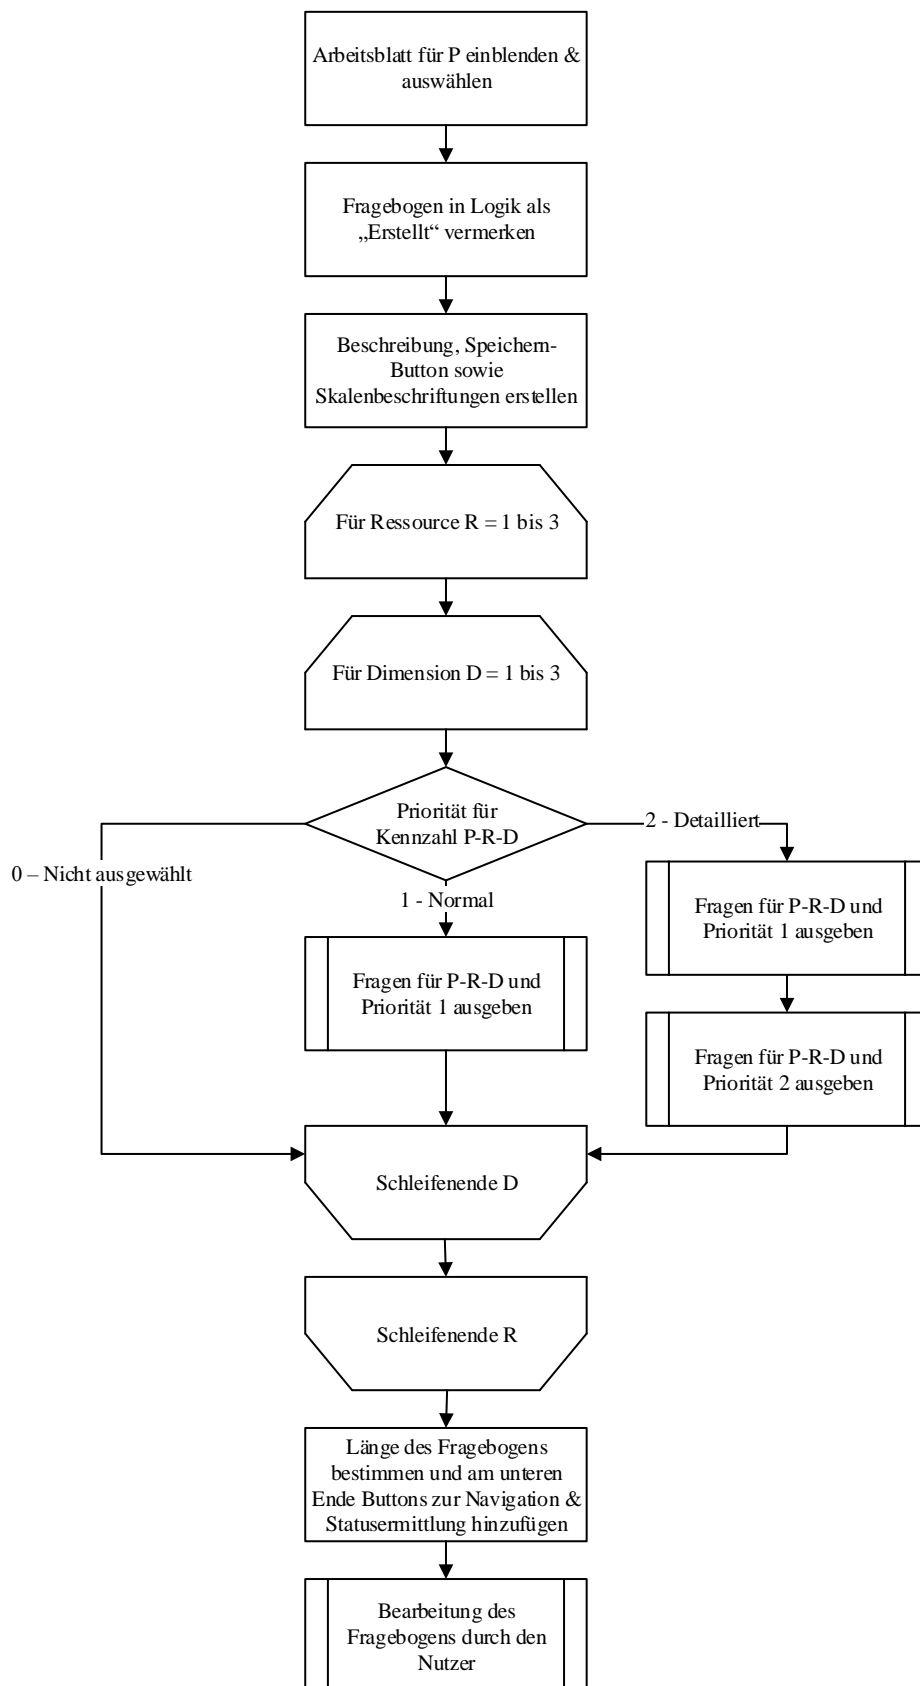 Arbeitsblatt für P einblenden &
auswählen
Fragebogen in Logik als
„Erstellt“ vermerken
Beschreibung, Speichern-
Button sowie
Skalenbeschriftungen erstellen
Für Ressource R = 1 bis 3
Für Dimension D = 1 bis 3
Priorität für
Kennzahl P-R-D
2 - Detailliert
0 – Nicht ausgewählt
1 - Normal
Fragen für P-R-D und
Priorität 1 ausgeben
Fragen für P-R-D und
Priorität 1 ausgeben
Fragen für P-R-D und
Priorität 2 ausgeben
Schleifenende D
Schleifenende R
Länge des Fragebogens
bestimmen und am unteren
Ende Buttons zur Navigation &
Statusermittlung hinzufügen
Bearbeitung des
Fragebogens durch den
Nutzer